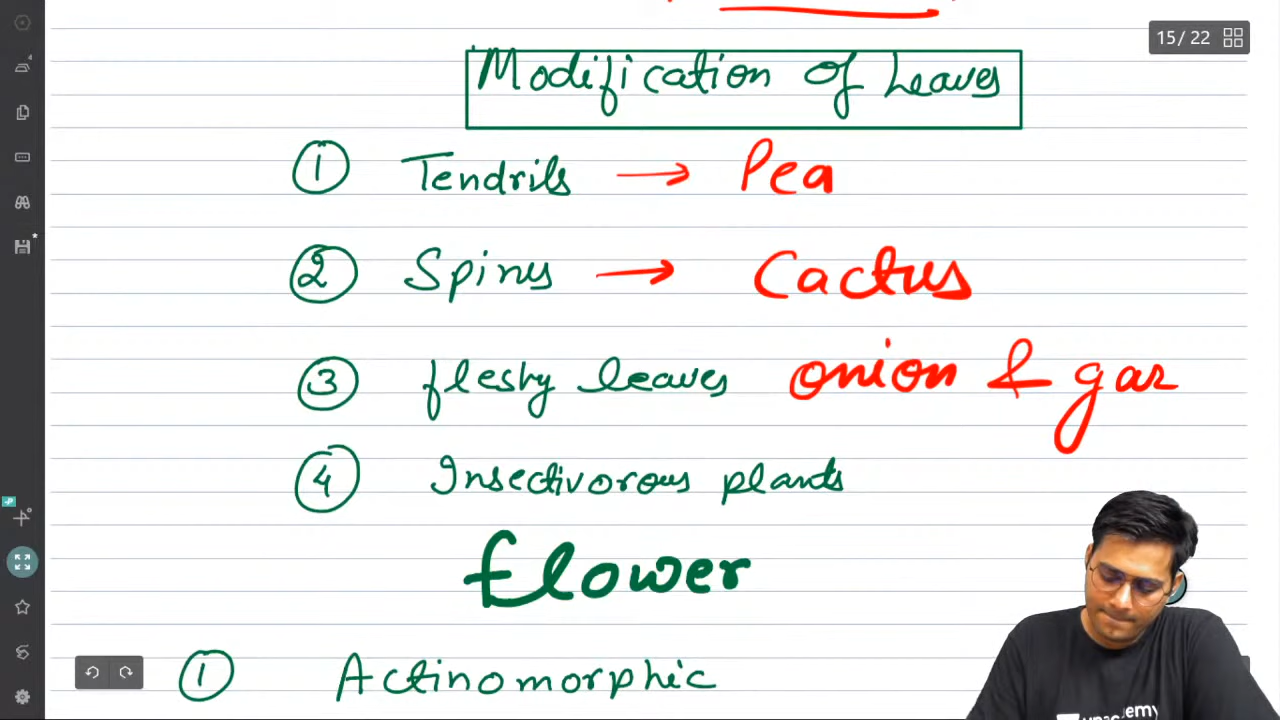 15/ 22
Modification of Leaves
1 Tendrils → Pea
2 Spines → Cactus
3 fleshy leaves onion & gar
4 Insectivorous plants
flower
1 Actinomorphic